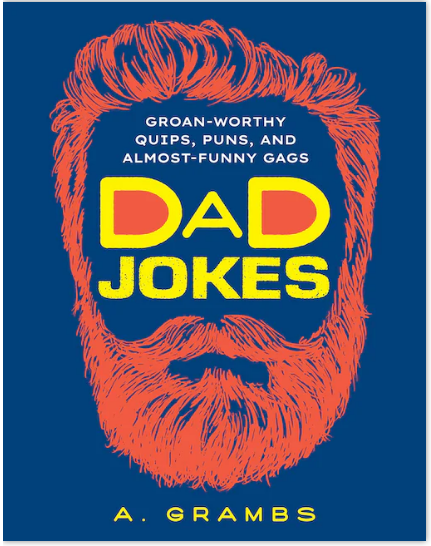 GROAN-WORTHY
QUIPS, PUNS, AND
ALMOST-FUNNY GAGS
DAD
JOKES
A. GRAMBS